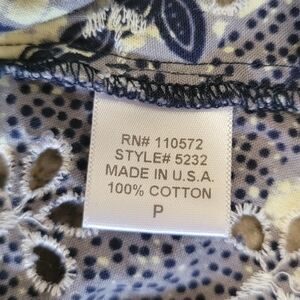 RN# 110572
STYLE# 5232
MADE IN U.S.A.
100% COTTON
P